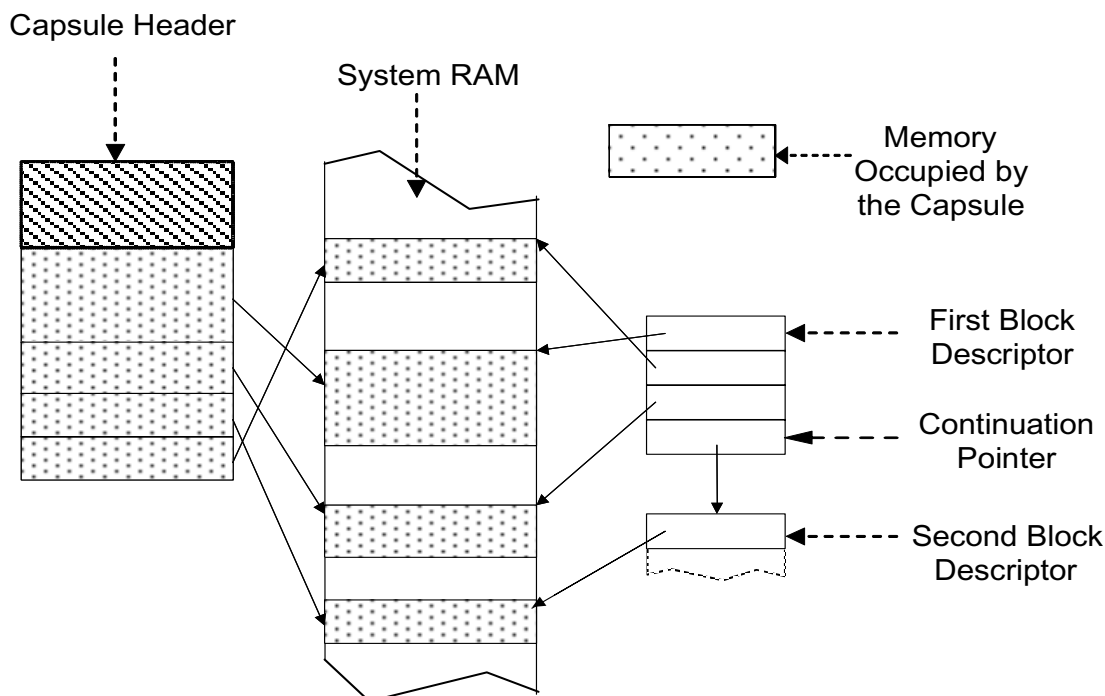 Capsule Header
System RAM
Memory
Occupied by
the Capsule
First Block
Descriptor
Continuation
Pointer
Second Block
Descriptor